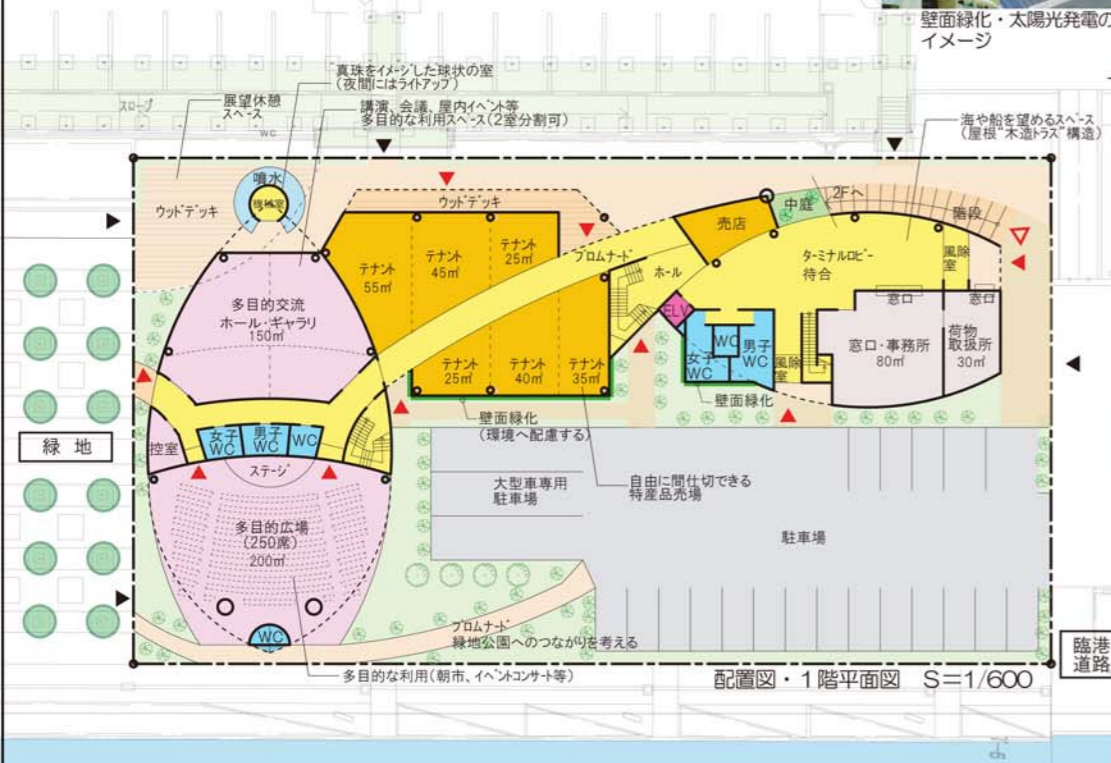 壁面緑化・太陽光発電の
イメージ
真珠をイメージした球状の室
(夜間にはライトアップ)
展望休憩
スペース
スロープ
講演、会議、屋内イベント等
多目的な利用スペース(2室分割可)
WC
海や船を望めるスペース
(屋根"木造トラス"構造)
噴水
機械室
ウッドデッキ
ウッドデッキ
売店
中庭
2Fへ
階段
テナント
55㎡
テナント
45㎡
テナント
25㎡
プロムナード
ホール
ターミナルロビー
待合
風除
室
多目的交流
ホール・ギャラリ
150㎡
ELV
窓口
窓口
WC
女子
WC
男子
WC
風除
室
窓口・事務所
80㎡
荷物
取扱所
30㎡
テナント
25㎡
テナント
40㎡
テナント
35㎡
壁面緑化
(環境へ配慮する)
壁面緑化
緑地
控室
女子
WC
男子
WC
WC
ステージ
大型車専用
駐車場
自由に間仕切できる
特産品売場
多目的広場
(250席)
200㎡
駐車場
プロムナード
緑地公園へのつながりを考える
WC
臨港
道路
多目的な利用(朝市、イベントコンサート等)
配置図・1階平面図 S=1/600